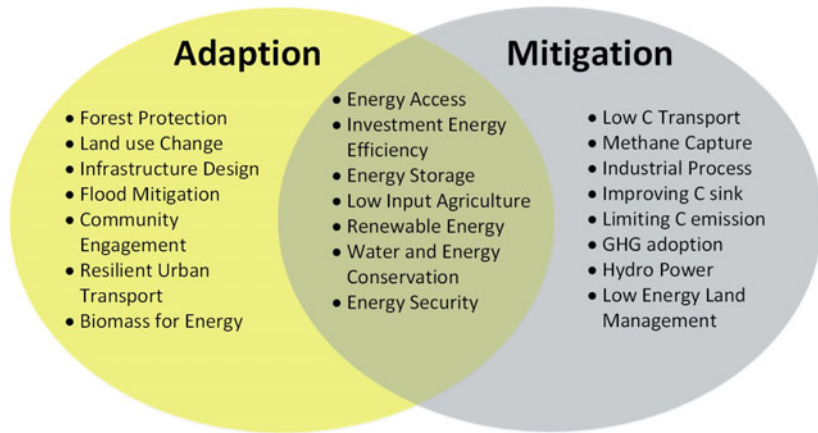 Adaption
• Forest Protection
• Land use Change
• Infrastructure Design
• Flood Mitigation
• Community
Engagement
• Resilient Urban
Transport
• Biomass for Energy
• Energy Access
• Investment Energy
Efficiency
• Energy Storage
• Low Input Agriculture
• Renewable Energy
• Water and Energy
Conservation
• Energy Security
Mitigation
• Low C Transport
• Methane Capture
• Industrial Process
• Improving C sink
• Limiting C emission
• GHG adoption
• Hydro Power
• Low Energy Land
Management